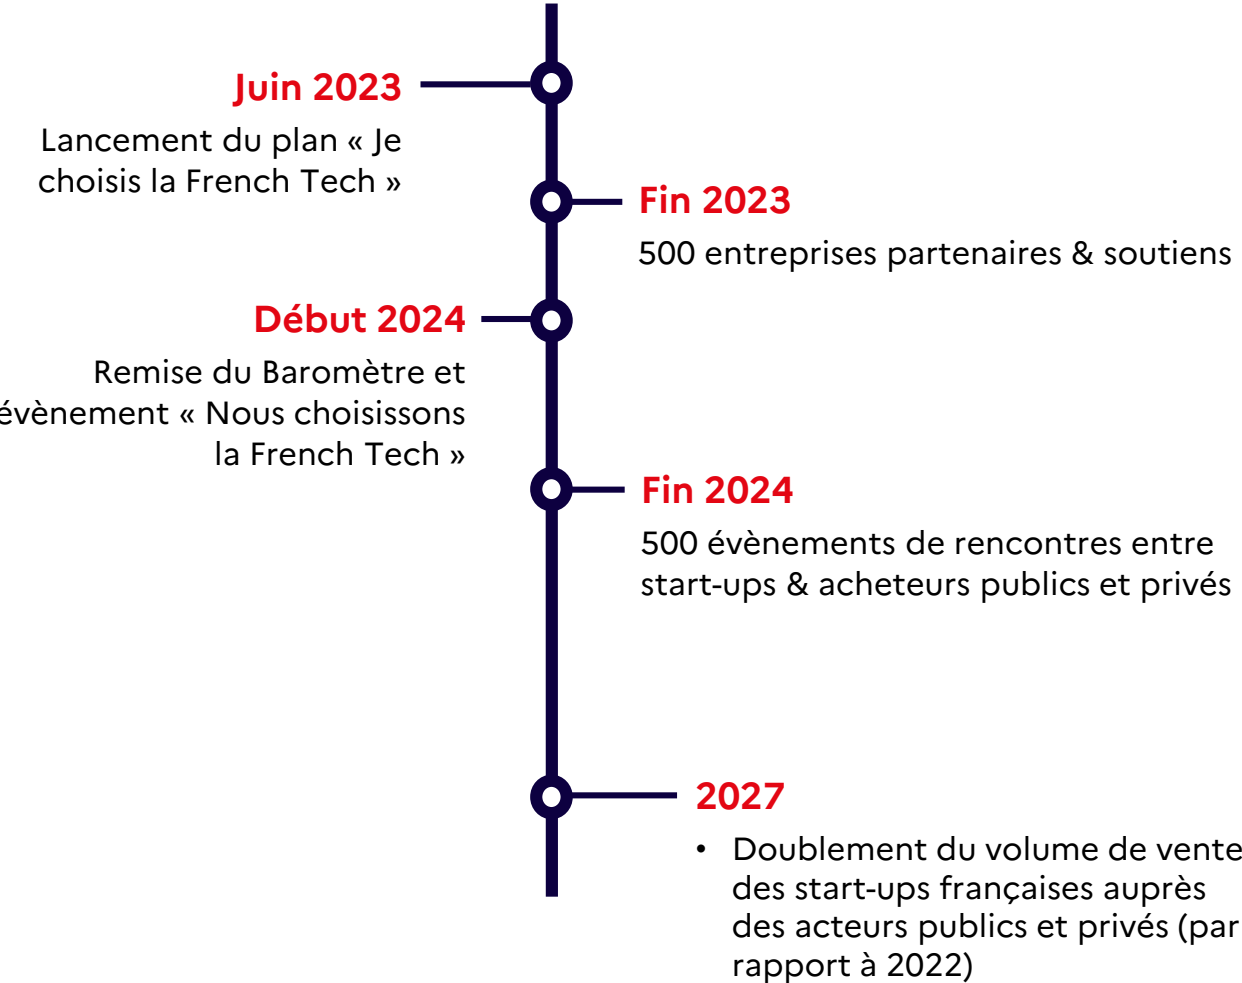 Juin 2023
Lancement du plan « Je
choisis la French Tech »
Fin 2023
500 entreprises partenaires & soutiens
Début 2024
Remise du Baromètre et
évènement « Nous choisissons
la French Tech »
Fin 2024
500 évènements de rencontres entre
start-ups & acheteurs publics et privés
2027
• Doublement du volume de vente
des start-ups françaises auprès
des acteurs publics et privés (par
rapport à 2022)